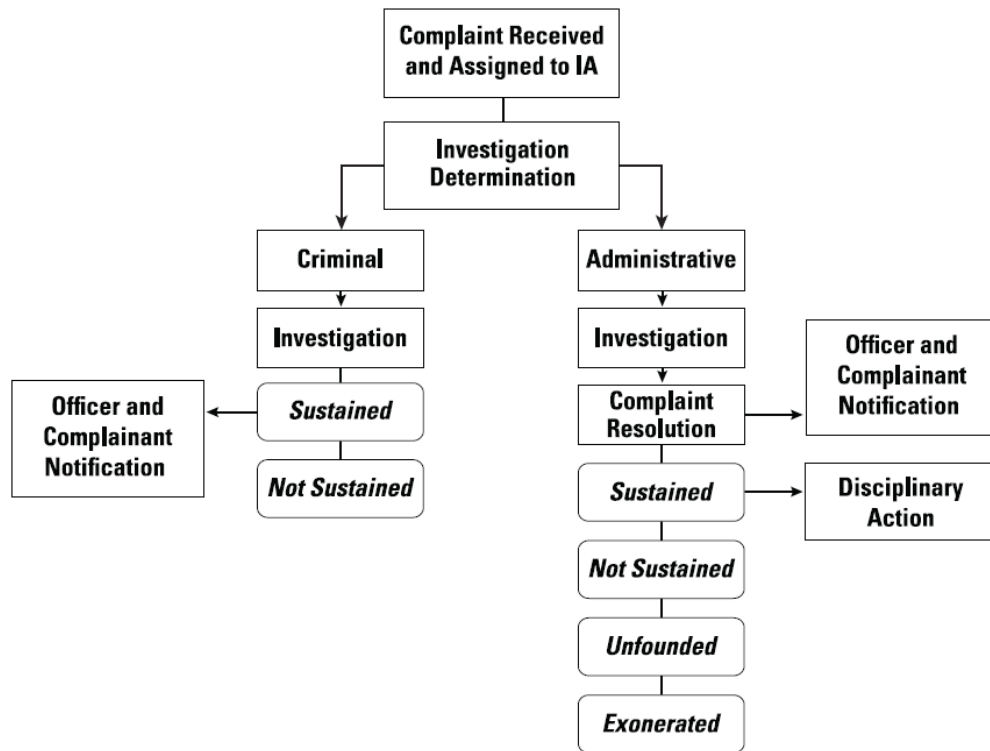 Complaint Received
and Assigned to IA
Investigation
Determination
Criminal
Administrative
Investigation
Investigation
Officer and
Complainant
Notification
Sustained
Complaint
Resolution
Officer and
Complainant
Notification
Not Sustained
Sustained
Disciplinary
Action
Not Sustained
Unfounded
Exonerated